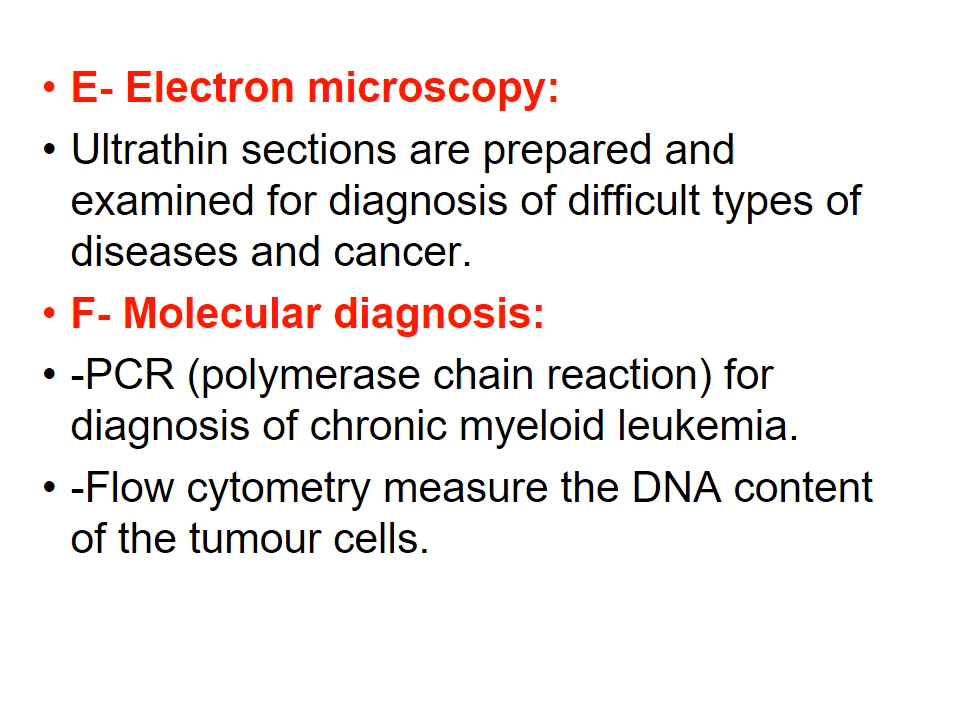 • E- Electron microscopy:
• Ultrathin sections are prepared and
examined for diagnosis of difficult types of
diseases and cancer.
• F- Molecular diagnosis:
• -PCR (polymerase chain reaction) for
diagnosis of chronic myeloid leukemia.
• -Flow cytometry measure the DNA content
of the tumour cells.